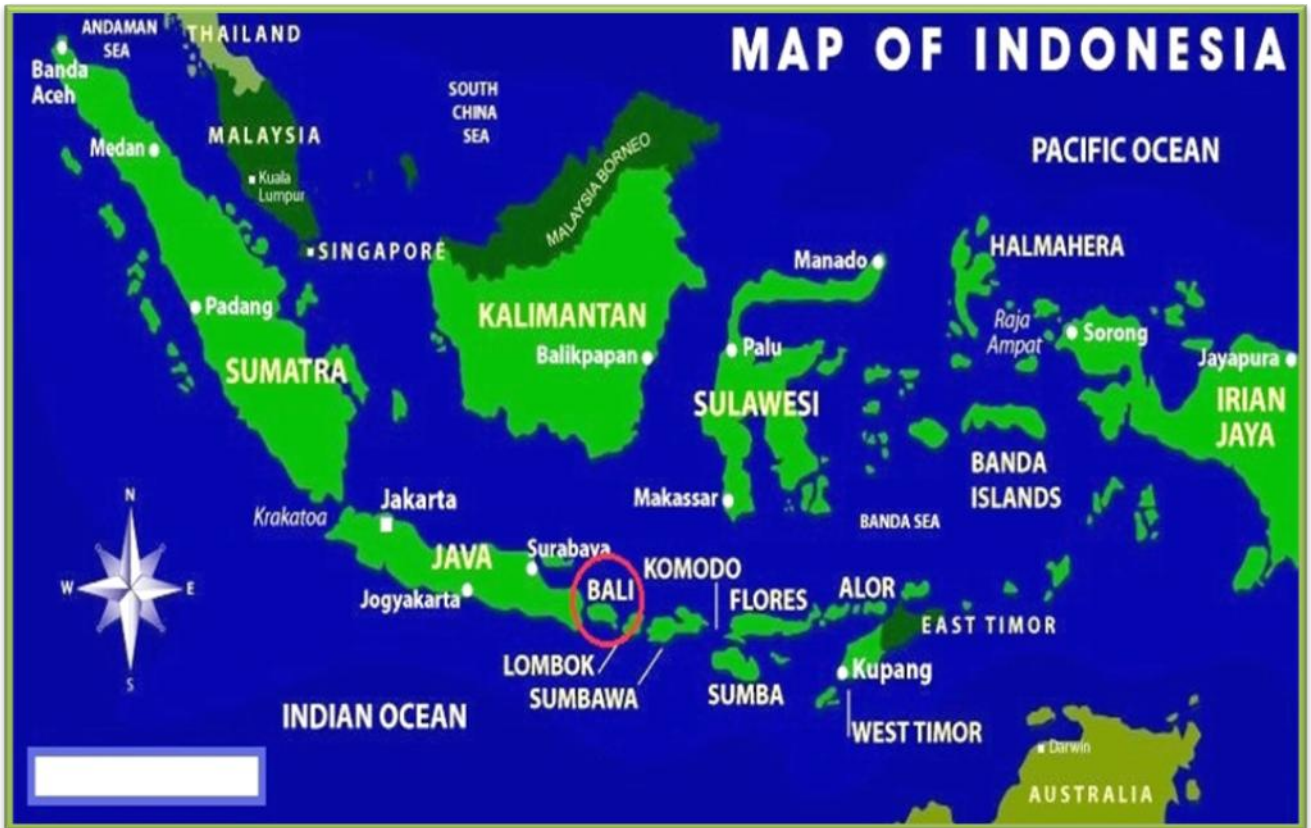 MAP OF INDONESIA
ANDAMAN
SEA
THAILAND
Banda
Aceh
SOUTH
CHINA
SEA
MALAYSIA
Medan
MALAYSIA BORNEO
PACIFIC OCEAN
Kuala
Lumpur
SINGAPORE
Manado
HALMAHERA
Padang
KALIMANTAN
Raja
Ampat
Sorong
Balikpapan
Palu
Jayapura
SUMATRA
SULAWESI
IRIAN
JAYA
BANDA
ISLANDS
Makassar
Jakarta
Krakatoa
BANDA SEA
N
W
E
S
JAVA
Surabaya
KOMODO
BALI
FLORES
ALOR
Jogyakarta
EAST TIMOR
LOMBOK
SUMBAWA
SUMBA
Kupang
INDIAN OCEAN
WEST TIMOR
Darwin
AUSTRALIA